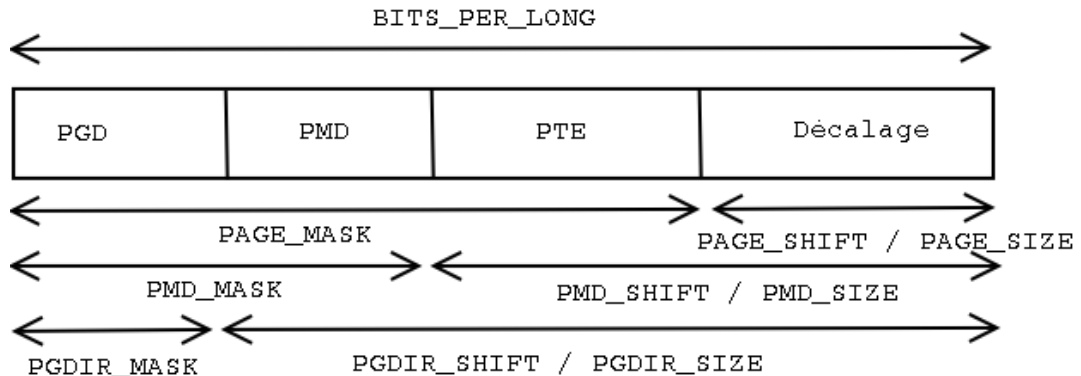 BITS_PER_LONG
PGD PMD PTE Décalage
PAGE_MASK PAGE_SHIFT / PAGE_SIZE
PMD_MASK PMD_SHIFT / PMD_SIZE
PGDIR_MASK PGDIR_SHIFT / PGDIR_SIZE